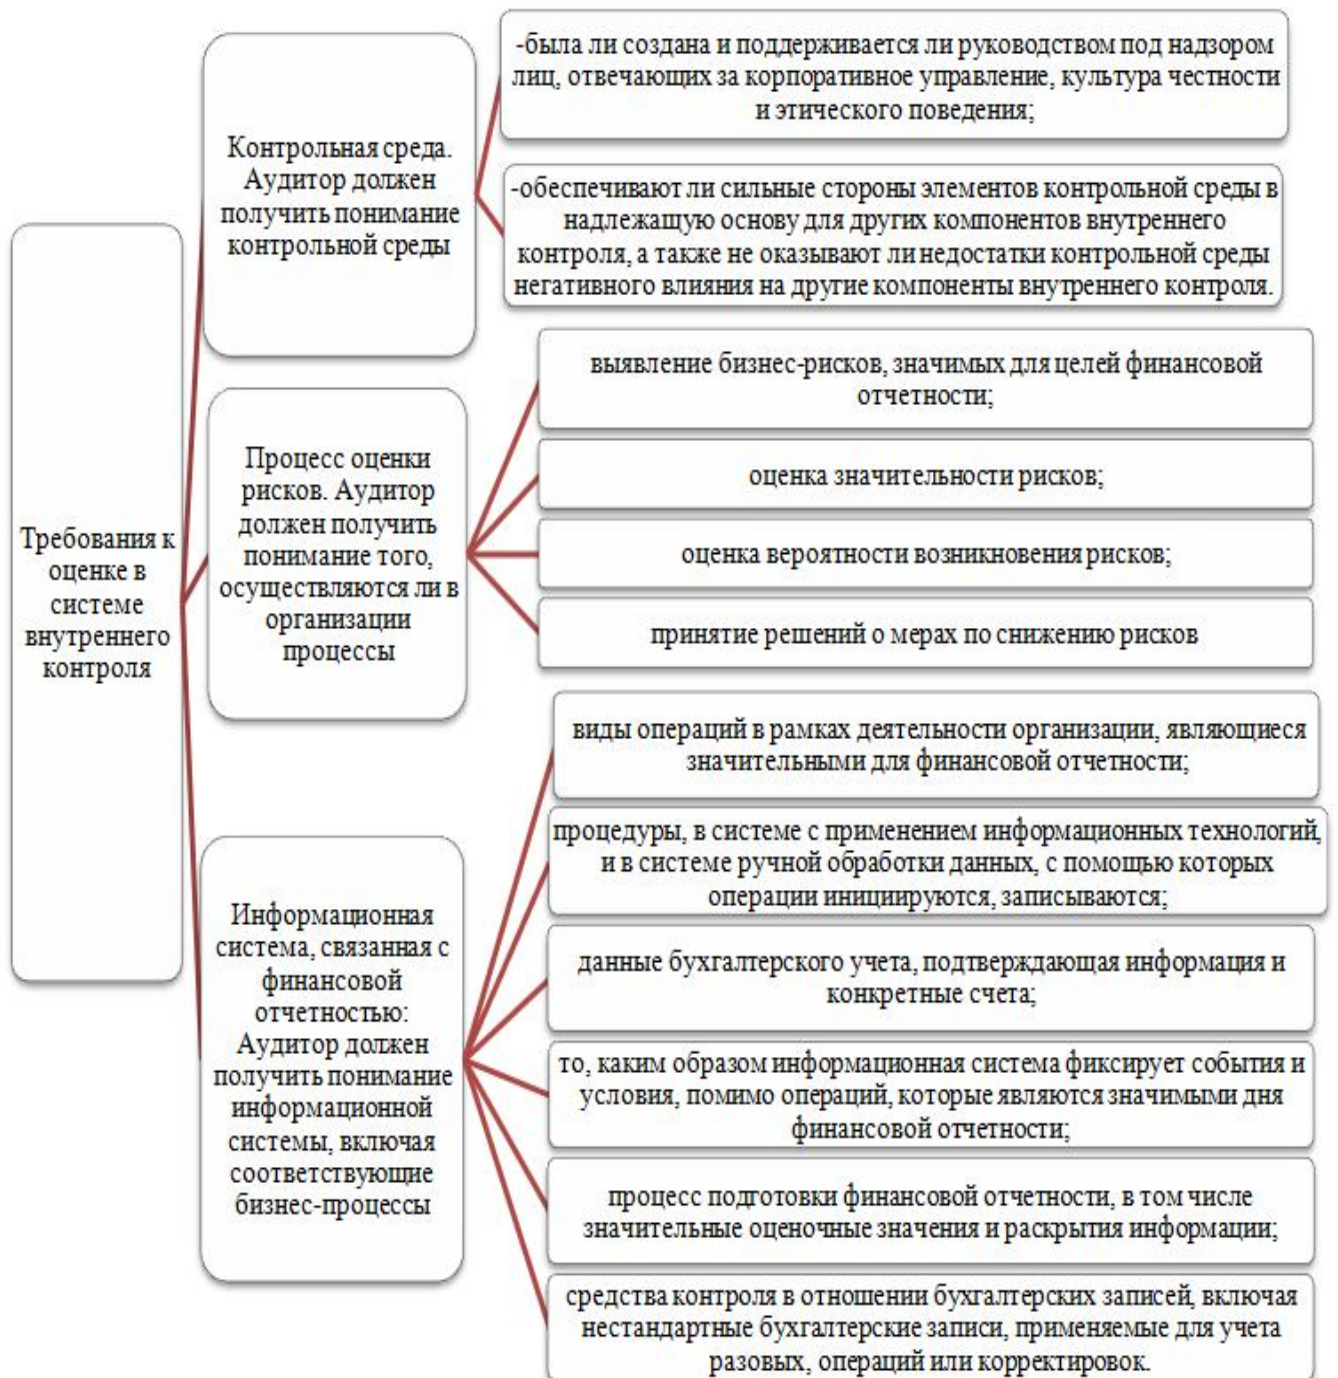 Требования к
оценке в
системе
внутреннего
контроля
Контрольная среда.
Аудитор должен
получить понимание
контрольной среды
-была ли создана и поддерживается ли руководством под надзором
лиц, отвечающих за корпоративное управление, культура честности
и этического поведения;
-обеспечивают ли сильные стороны элементов контрольной среды в
надлежащую основу для других компонентов внутреннего
контроля, а также не оказывают ли недостатки контрольной среды
негативного влияния на другие компоненты внутреннего контроля.
Процесс оценки
рисков. Аудитор
должен получить
понимание того,
осуществляются ли в
организации
процессы
выявление бизнес-рисков, значимых для целей финансовой
отчетности;
оценка значительности рисков;
оценка вероятности возникновения рисков;
принятие решений о мерах по снижению рисков
Информационная
система, связанная с
финансовой
отчетностью:
Аудитор должен
получить понимание
информационной
системы, включая
соответствующие
бизнес-процессы
виды операций в рамках деятельности организации, являющиеся
значительными для финансовой отчетности;
процедуры, в системе с применением информационных технологий,
и в системе ручной обработки данных, с помощью которых
операции инициируются, записываются;
данные бухгалтерского учета, подтверждающая информация и
конкретные счета;
то, каким образом информационная система фиксирует события и
условия, помимо операций, которые являются значимыми дня
финансовой отчетности;
процесс подготовки финансовой отчетности, в том числе
значительные оценочные значения и раскрытия информации;
средства контроля в отношении бухгалтерских записей, включая
нестандартные бухгалтерские записи, применяемые для учета
разовых, операций или корректировок.